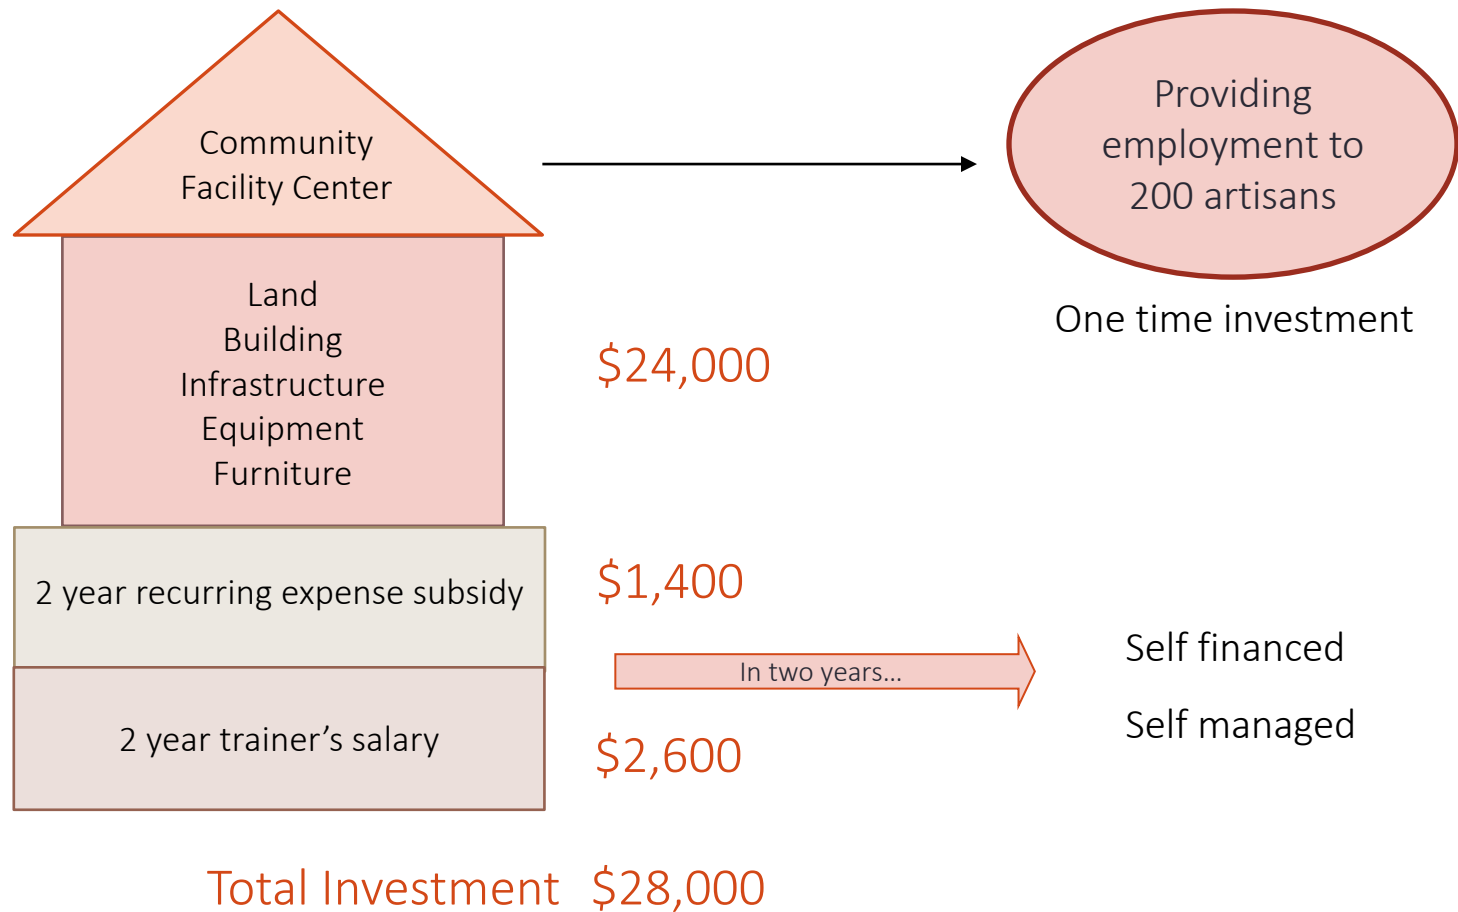 Community
Facility Center
Providing
employment to
200 artisans
One time investment
Land
Building
Infrastructure
Equipment
Furniture
$24,000
2 year recurring expense subsidy
$1,400
In two years…
Self financed
Self managed
2 year trainer’s salary
$2,600
Total Investment $28,000